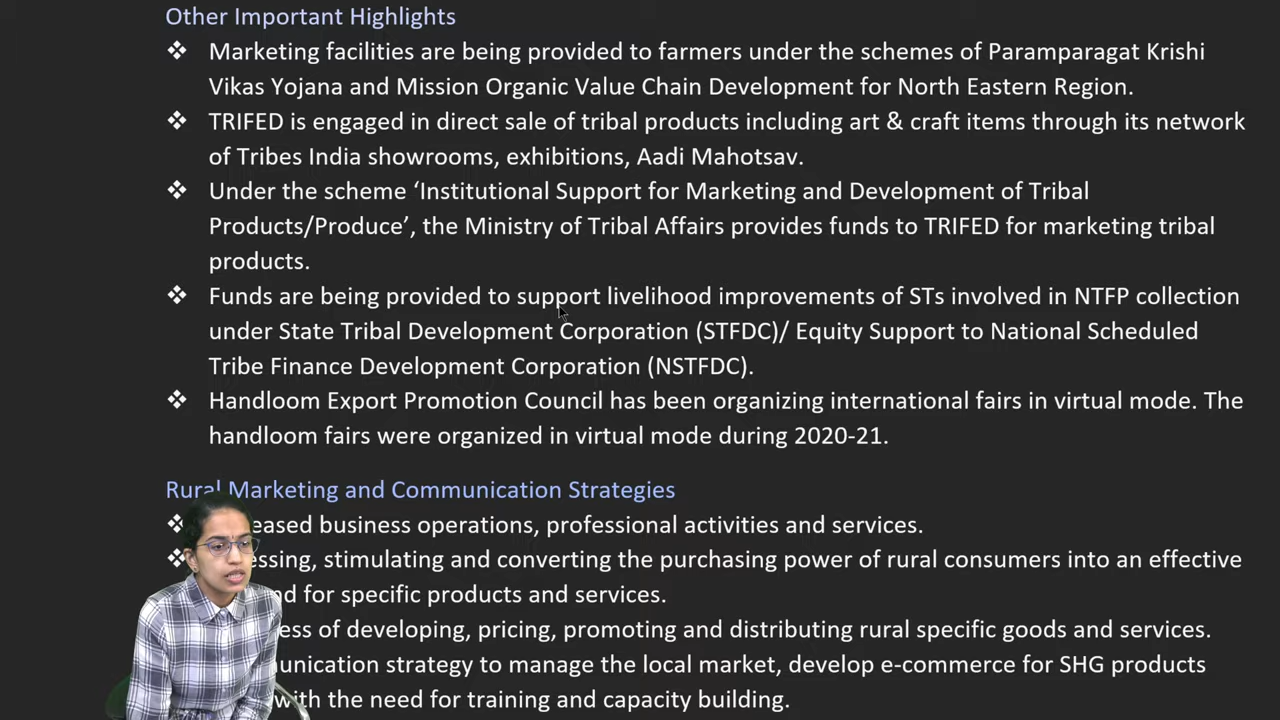 Other Important Highlights
❖ Marketing facilities are being provided to farmers under the schemes of Paramparagat Krishi
Vikas Yojana and Mission Organic Value Chain Development for North Eastern Region.
❖ TRIFED is engaged in direct sale of tribal products including art & craft items through its network
of Tribes India showrooms, exhibitions, Aadi Mahotsav.
❖ Under the scheme ‘Institutional Support for Marketing and Development of Tribal
Products/Produce’, the Ministry of Tribal Affairs provides funds to TRIFED for marketing tribal
products.
❖ Funds are being provided to support livelihood improvements of STs involved in NTFP collection
under State Tribal Development Corporation (STFDC)/ Equity Support to National Scheduled
Tribe Finance Development Corporation (NSTFDC).
❖ Handloom Export Promotion Council has been organizing international fairs in virtual mode. The
handloom fairs were organized in virtual mode during 2020-21.
Rural Marketing and Communication Strategies
❖ business operations, professional activities and services.
❖ stimulating and converting the purchasing power of rural consumers into an effective
for specific products and services.
of developing, pricing, promoting and distributing rural specific goods and services.
strategy to manage the local market, develop e-commerce for SHG products
with the need for training and capacity building.